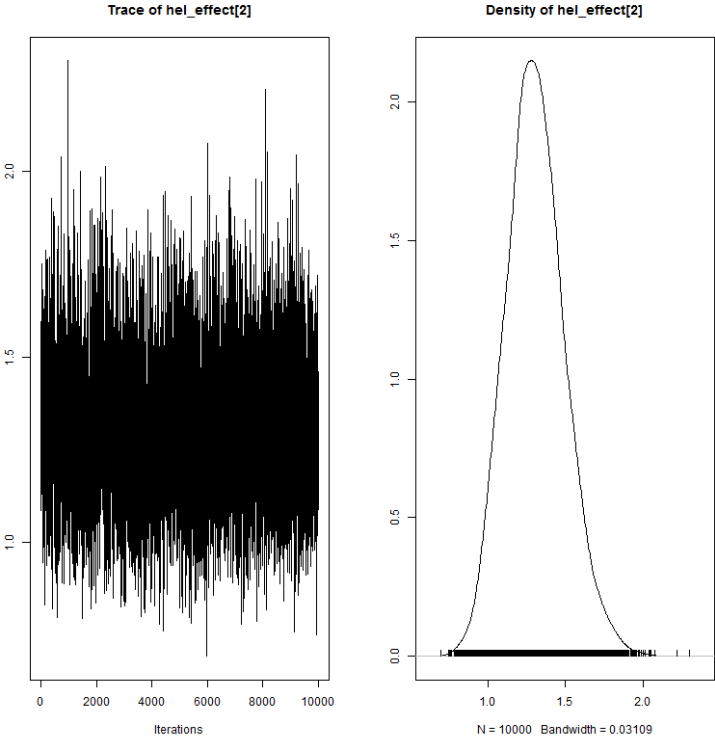 Trace of hel_effect[2]
2.0
1.5
1.0
0 2000 4000 6000 8000 10000
Iterations
Density of hel_effect[2]
2.0
1.5
1.0
0.5
0.0
1.0 1.5 2.0
N = 10000 Bandwidth = 0.03109